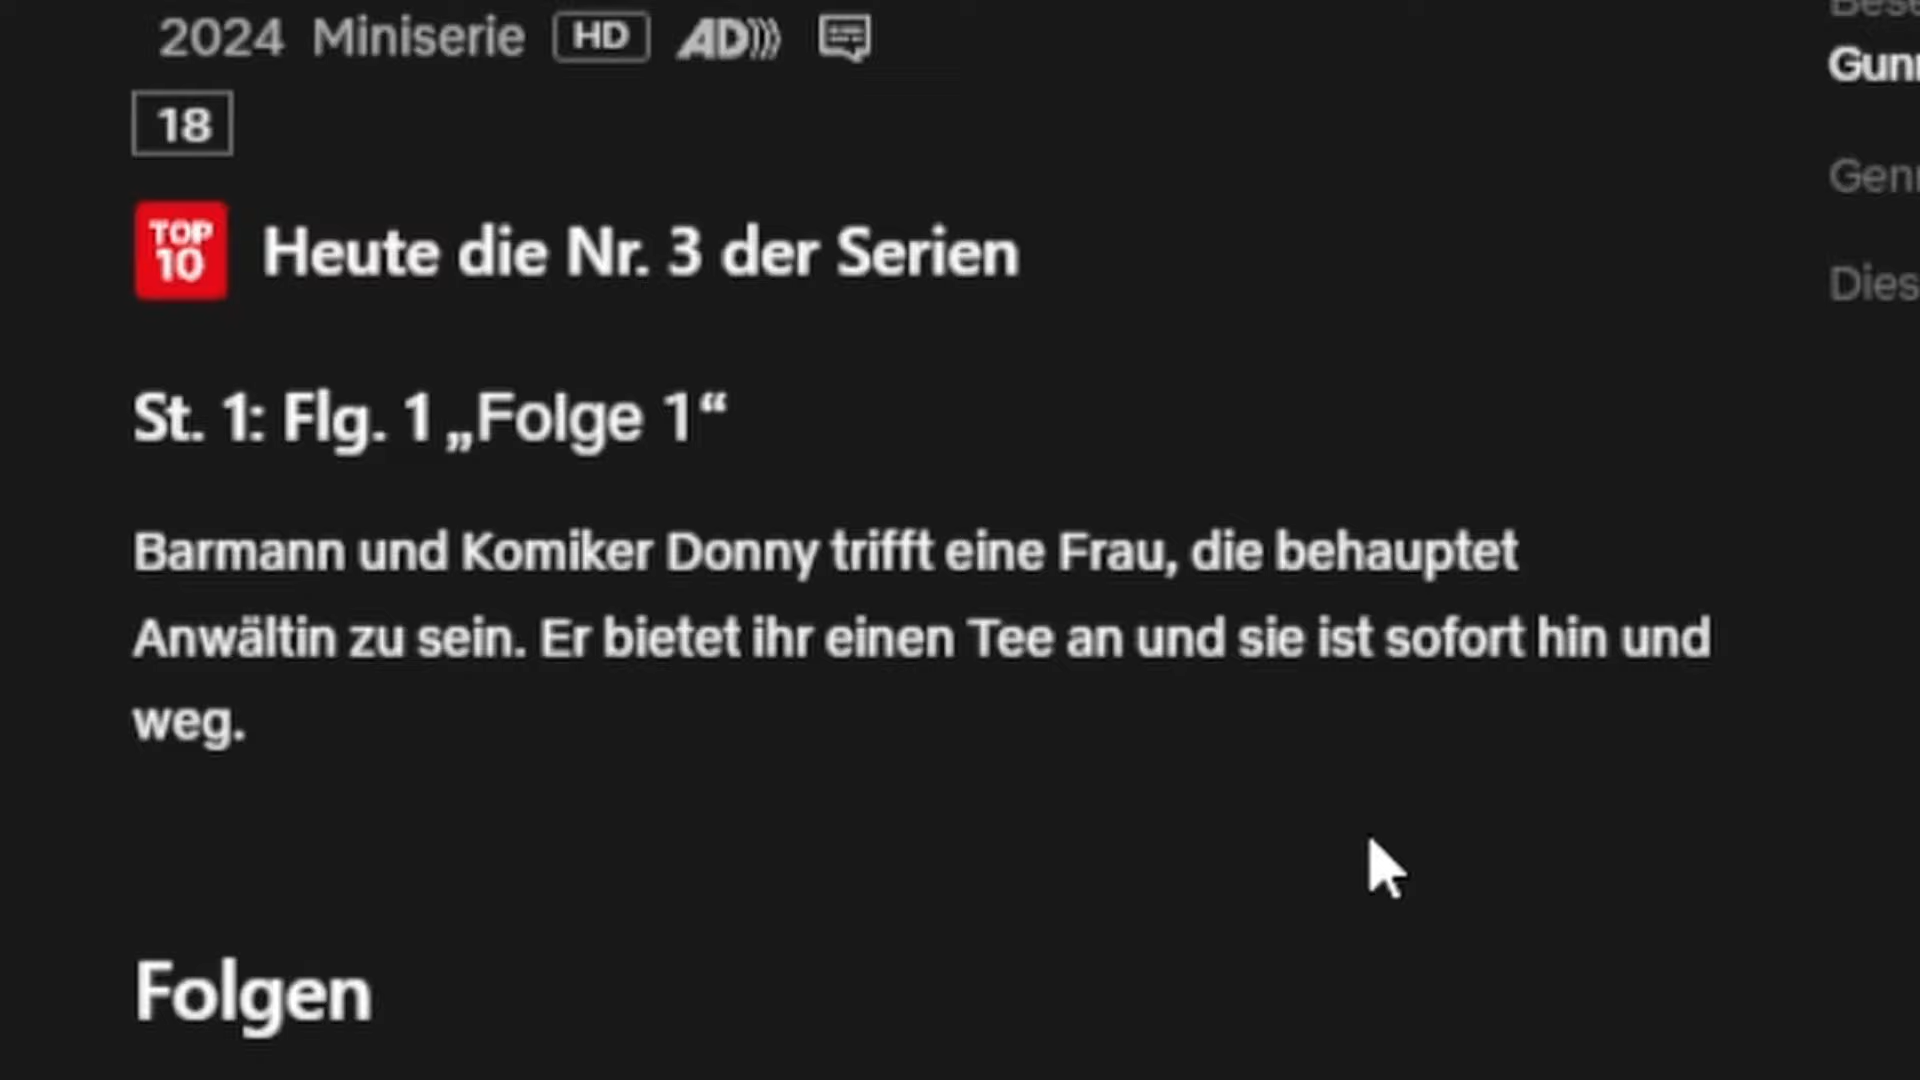 2024 Miniserie HD AD
18
TOP
10
Heute die Nr. 3 der Serien
St. 1: Flg. 1 „Folge 1“
Barmann und Komiker Donny trifft eine Frau, die behauptet
Anwältin zu sein. Er bietet ihr einen Tee an und sie ist sofort hin und
weg.
Folgen